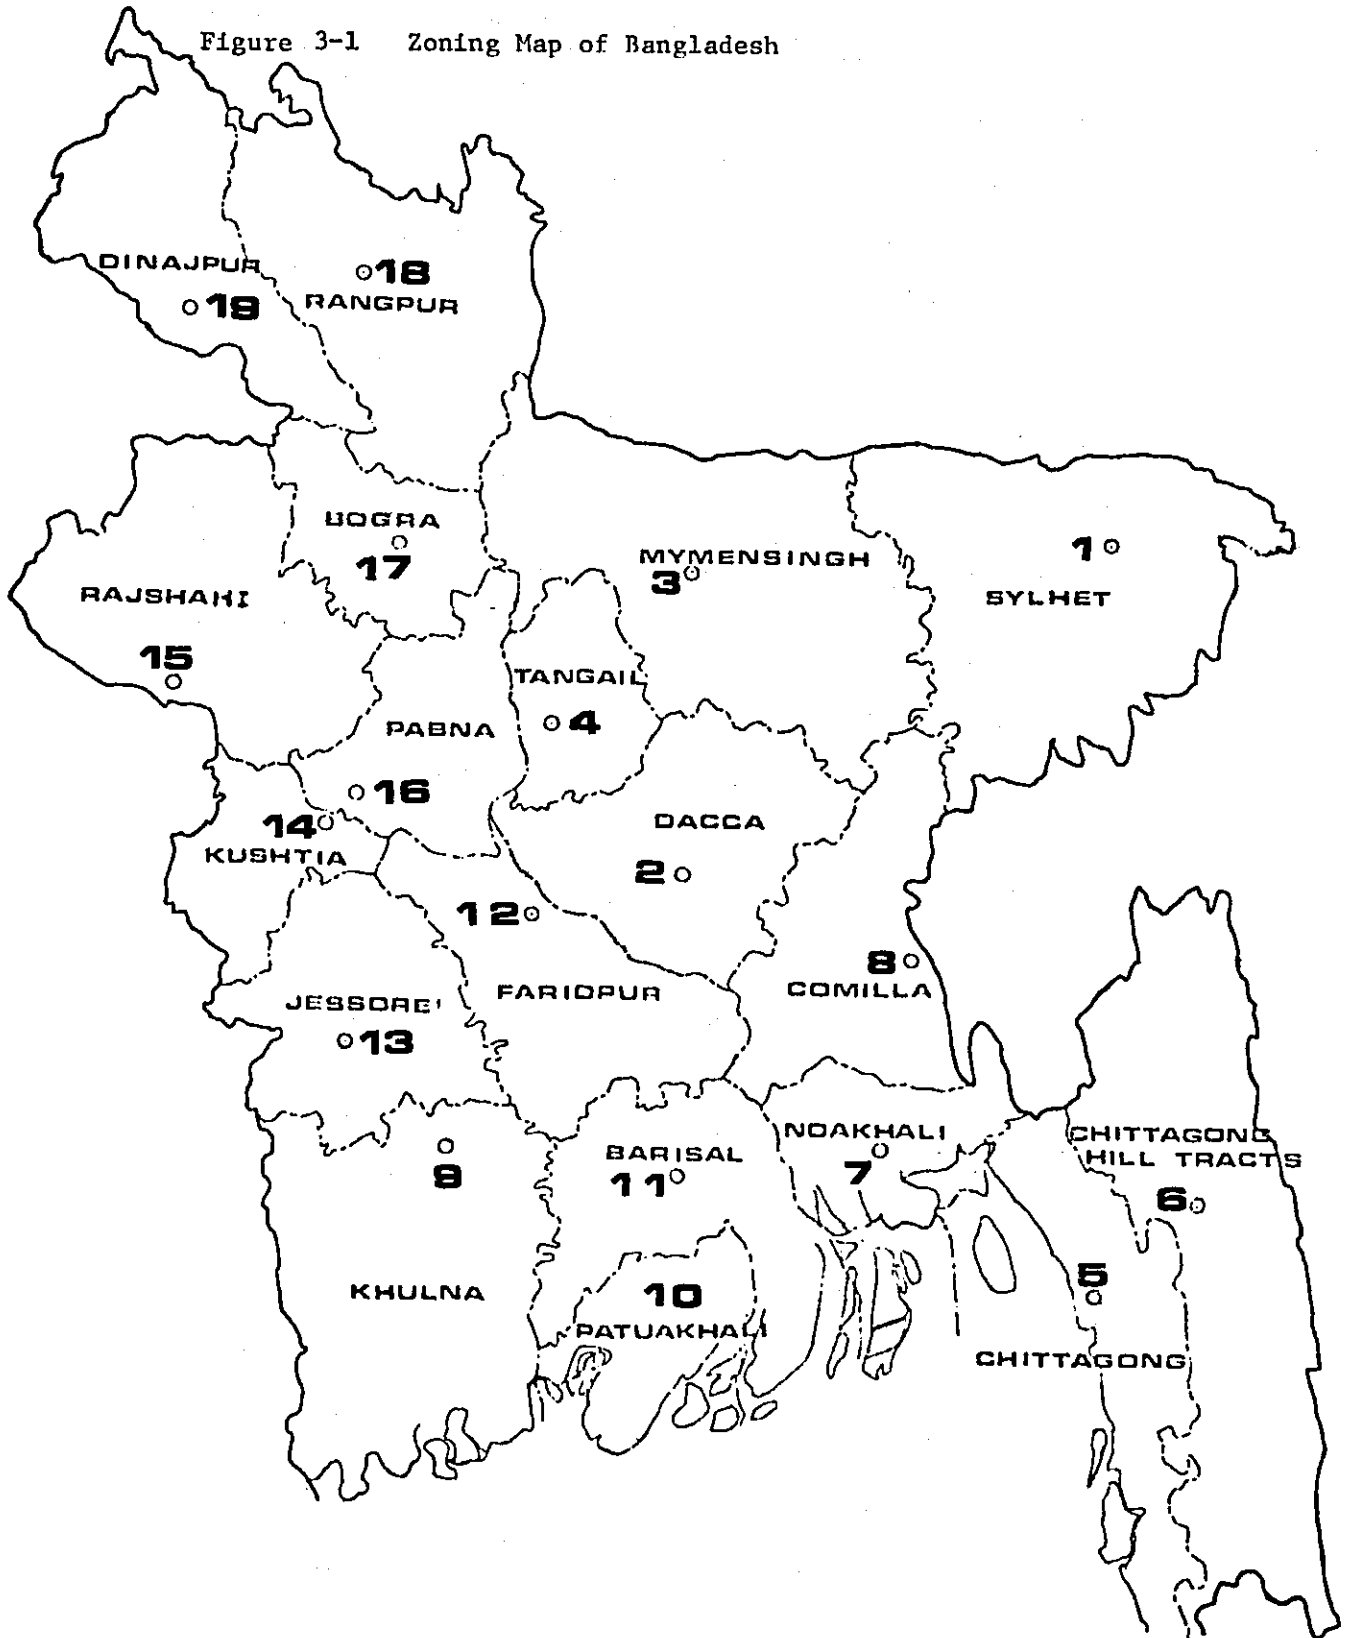 Figure 3-1 Zoning Map of Bangladesh
DINAJPUR
19
18
RANGPUR
BOGRA
17
RAJSHAHI
15
MYMENSINGH
3
1
SYLHET
TANGAIL
4
PABNA
16
14
KUSHTIA
DACCA
2
12
FARIDPUR
8
COMILLA
JESSORE
13
9
KHULNA
BARISAL
11
NOAKHALI
7
CHITTAGONG
HILL TRACTS
6
10
PATUAKHALI
5
CHITTAGONG